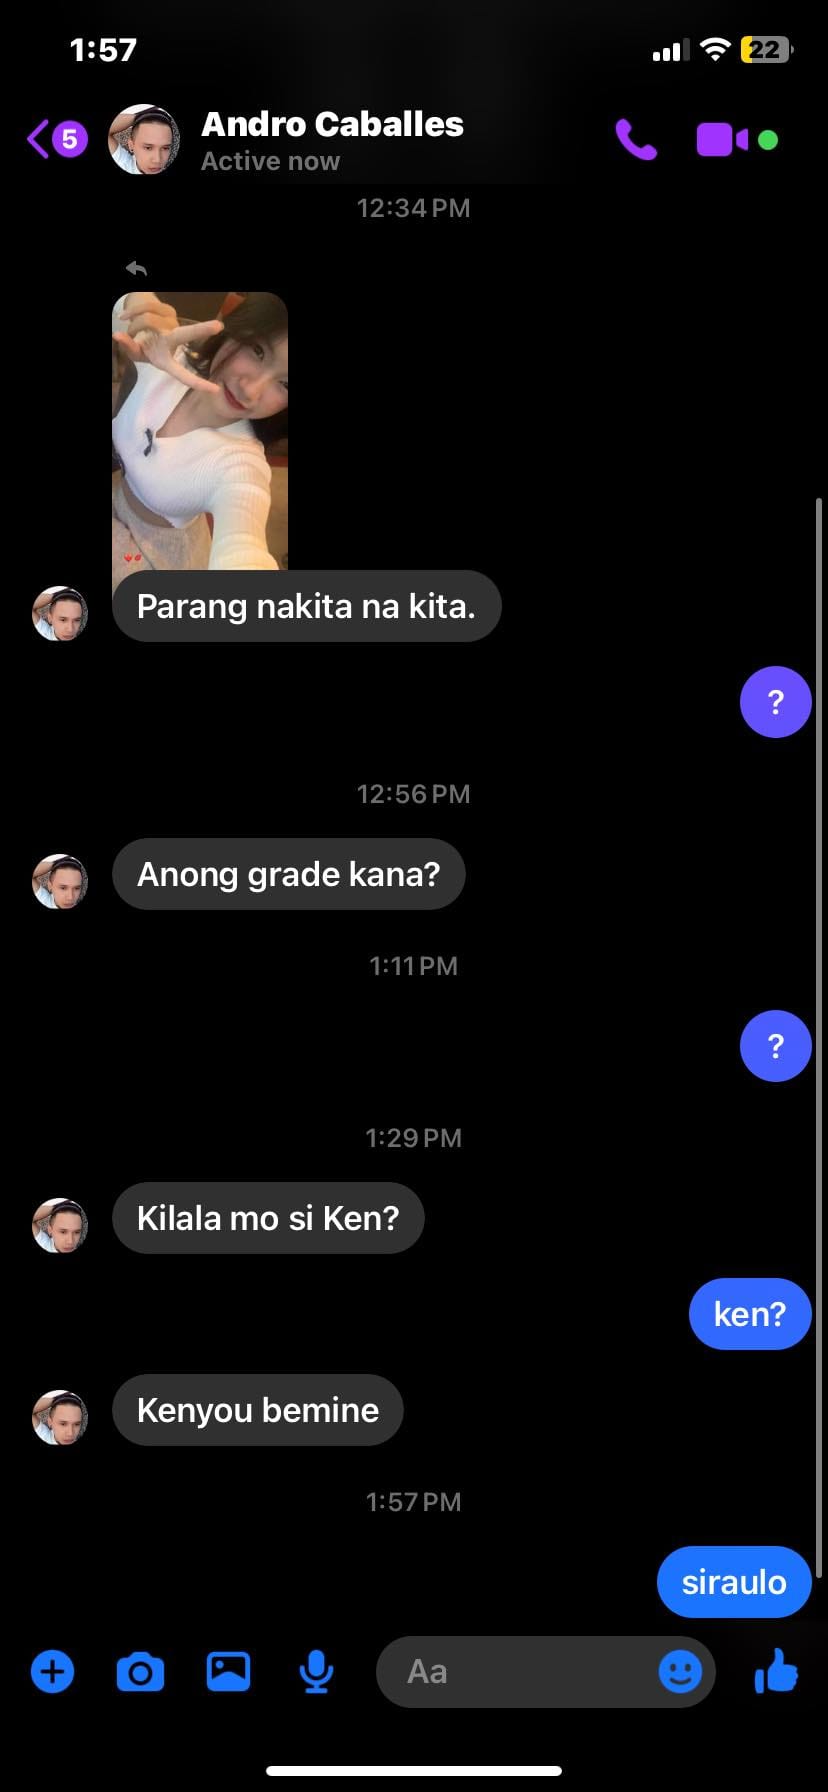 1:57
22
5
Andro Caballes
Active now
12:34 PM
Parang nakita na kita.
?
12:56 PM
Anong grade kana?
1:11 PM
?
1:29 PM
Kilala mo si Ken?
ken?
Kenyou bemine
1:57 PM
siraulo
Aa